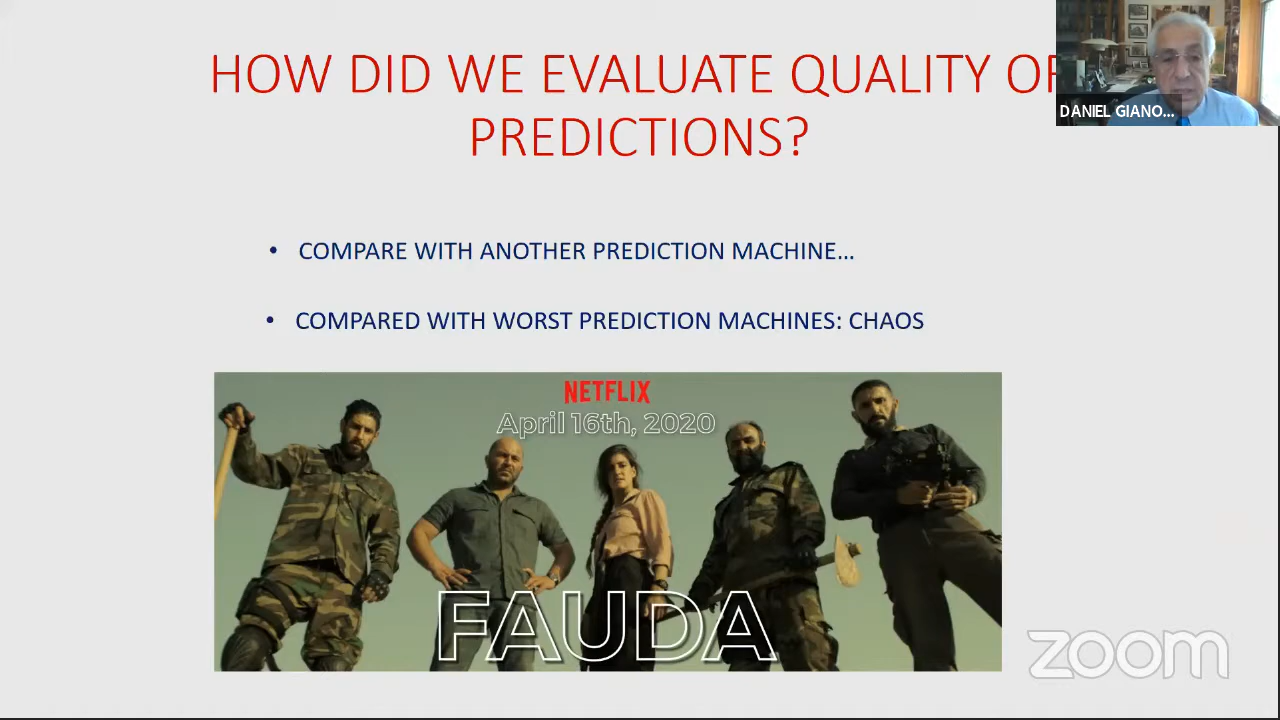 HOW DID WE EVALUATE QUALITY OF
PREDICTIONS?
DANIEL GIANO...
• COMPARE WITH ANOTHER PREDICTION MACHINE...
• COMPARED WITH WORST PREDICTION MACHINES: CHAOS
NETFLIX
April 16th, 2020
FAUDA
zoom